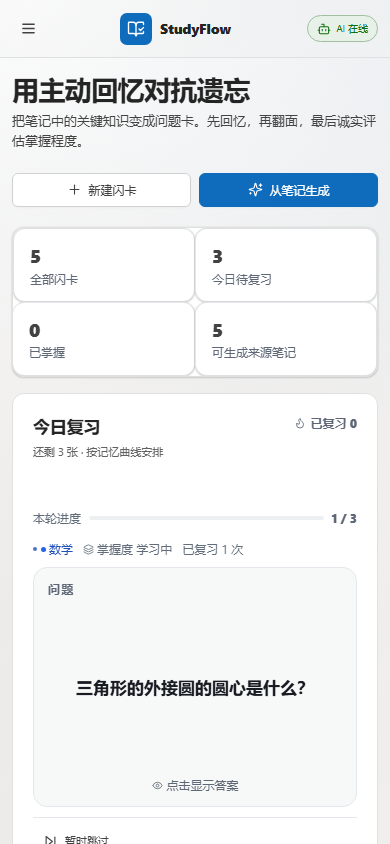 StudyFlow
AI 在线
用主动回忆对抗遗忘
把笔记中的关键知识变成问题卡。先回忆，再翻面，最后诚实评
估掌握程度。
新建闪卡
从笔记生成
5
全部闪卡
3
今日待复习
0
已掌握
5
可生成来源笔记
今日复习
已复习 0
还剩 3 张 · 按记忆曲线安排
本轮进度
1 / 3
数学
掌握度 学习中
已复习 1 次
问题
三角形的外接圆的圆心是什么？
点击显示答案
暂时跳过